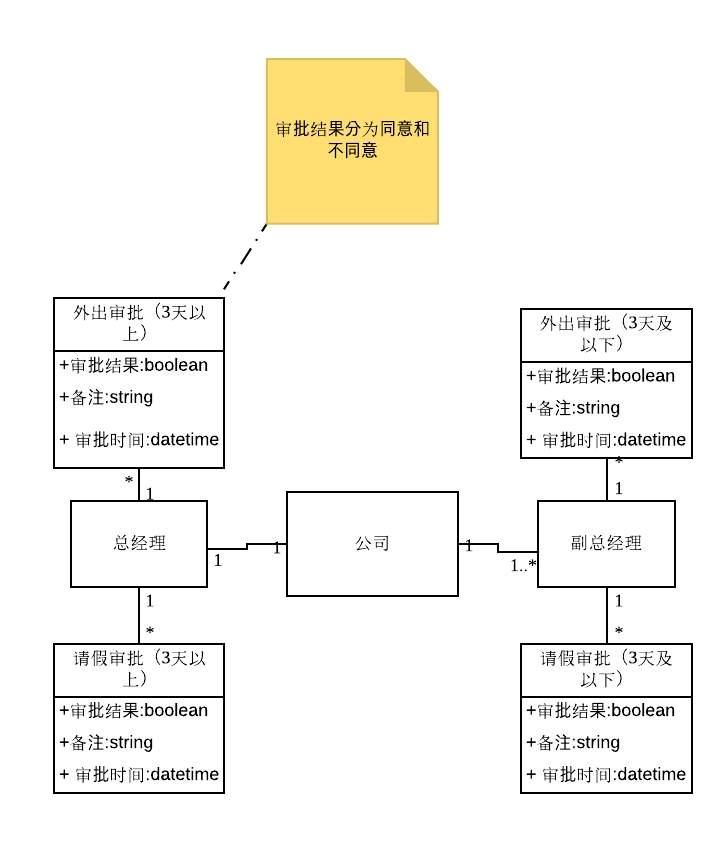 审批结果分为同意和
不同意
外出审批（3天以
上）
+审批结果:boolean
+备注:string
+ 审批时间:datetime
外出审批（3天及
以下）
+审批结果:boolean
+备注:string
+ 审批时间:datetime
*
1
*
1
总经理
1
1
公司
1
1..*
副总经理
1
*
1
*
请假审批（3天以
上）
+审批结果:boolean
+备注:string
+ 审批时间:datetime
请假审批（3天及
以下）
+审批结果:boolean
+备注:string
+ 审批时间:datetime